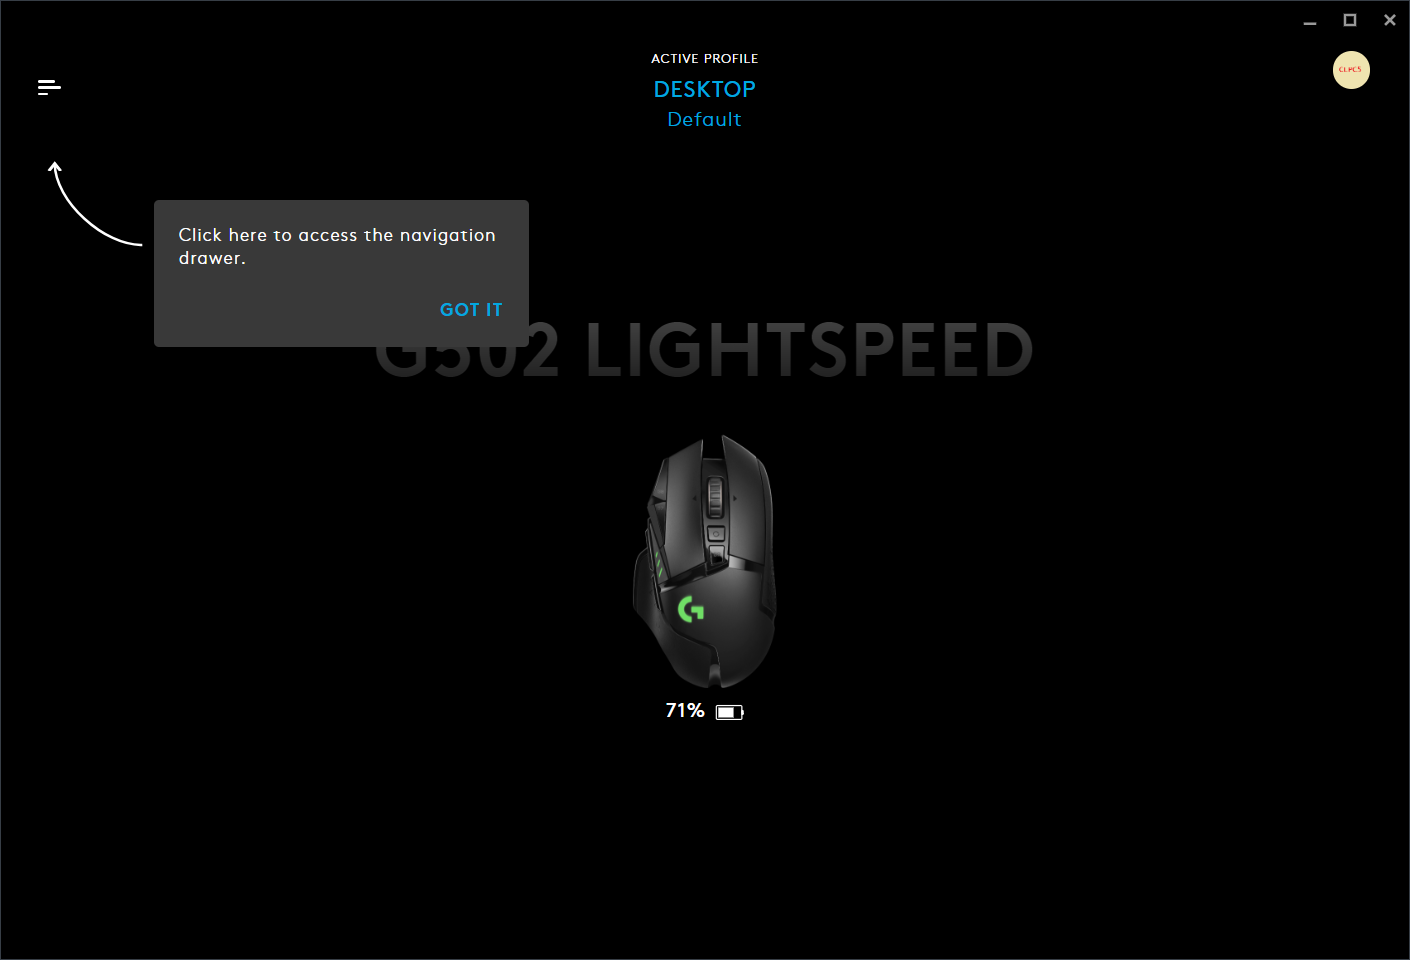 ACTIVE PROFILE
DESKTOP
Default
CLPCS
Click here to access the navigation
drawer.
GOT IT
G502 LIGHTSPEED
71%